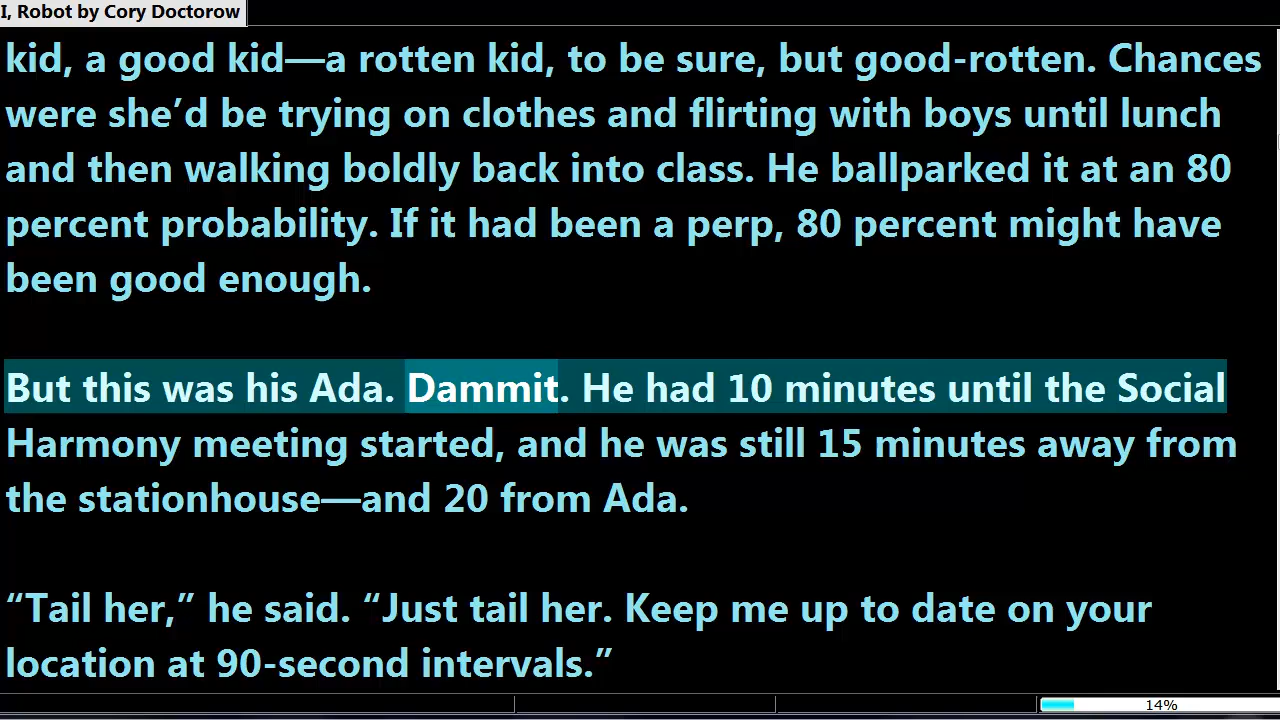 I, Robot by Cory Doctorow
kid, a good kid—a rotten kid, to be sure, but good-rotten. Chances
were she’d be trying on clothes and flirting with boys until lunch
and then walking boldly back into class. He ballparked it at an 80
percent probability. If it had been a perp, 80 percent might have
been good enough.
But this was his Ada. Dammit. He had 10 minutes until the Social
Harmony meeting started, and he was still 15 minutes away from
the stationhouse—and 20 from Ada.
“Tail her,” he said. “Just tail her. Keep me up to date on your
location at 90-second intervals.”
14%